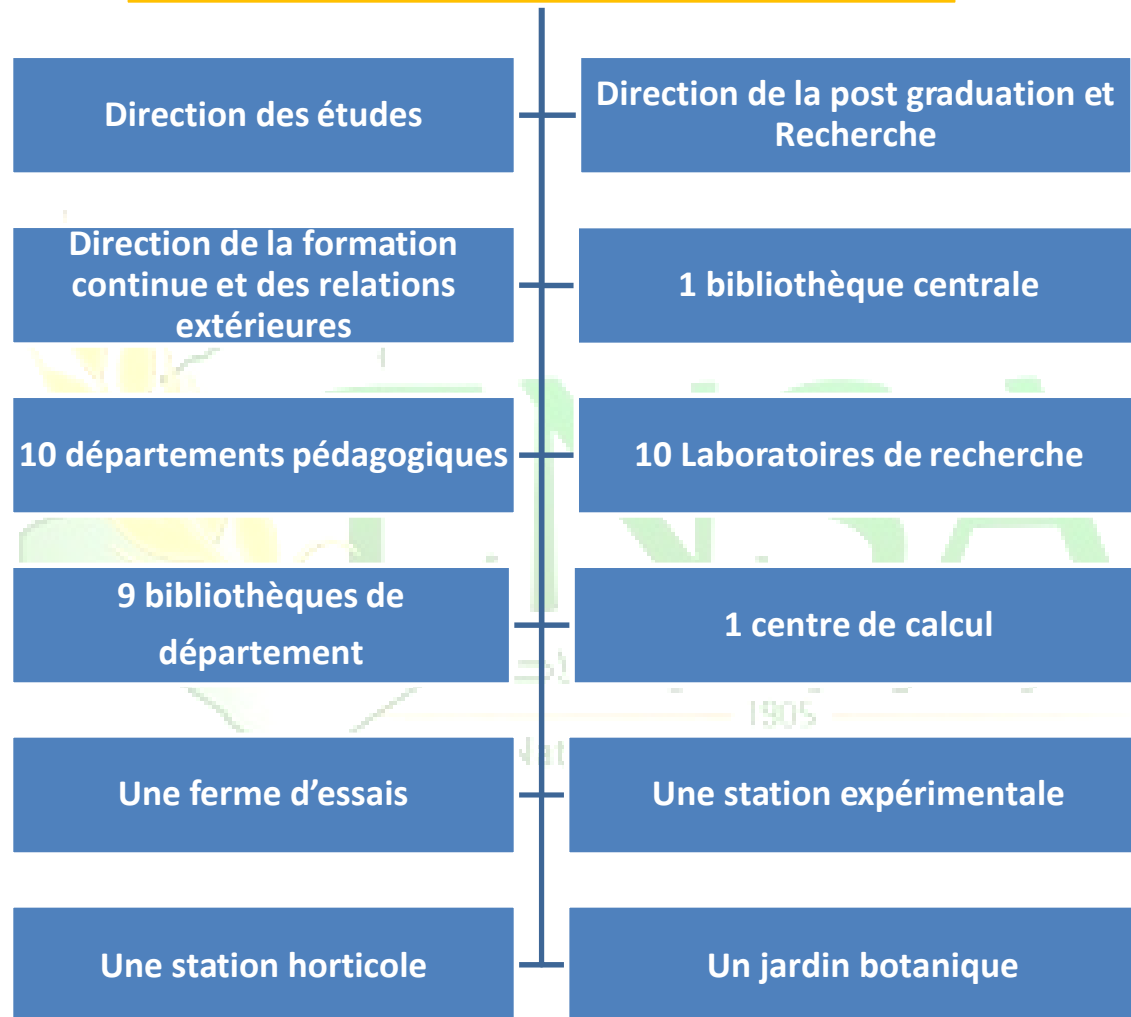 Direction des études
Direction de la post graduation et
Recherche
Direction de la formation
continue et des relations
extérieures
1 bibliothèque centrale
10 départements pédagogiques
10 Laboratoires de recherche
9 bibliothèques de
département
1 centre de calcul
1905
Une ferme d’essais
Une station expérimentale
Une station horticole
Un jardin botanique